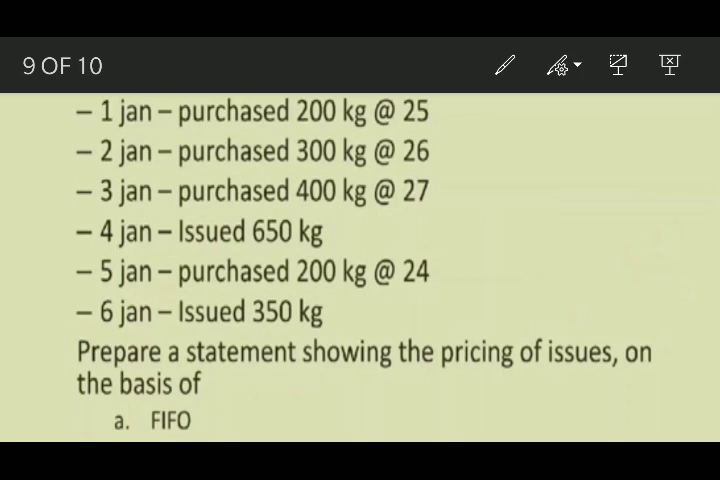 9 OF 10
– 1 jan – purchased 200 kg @ 25
– 2 jan – purchased 300 kg @ 26
– 3 jan – purchased 400 kg @ 27
– 4 jan – Issued 650 kg
– 5 jan – purchased 200 kg @ 24
– 6 jan – Issued 350 kg
Prepare a statement showing the pricing of issues, on
the basis of
a. FIFO